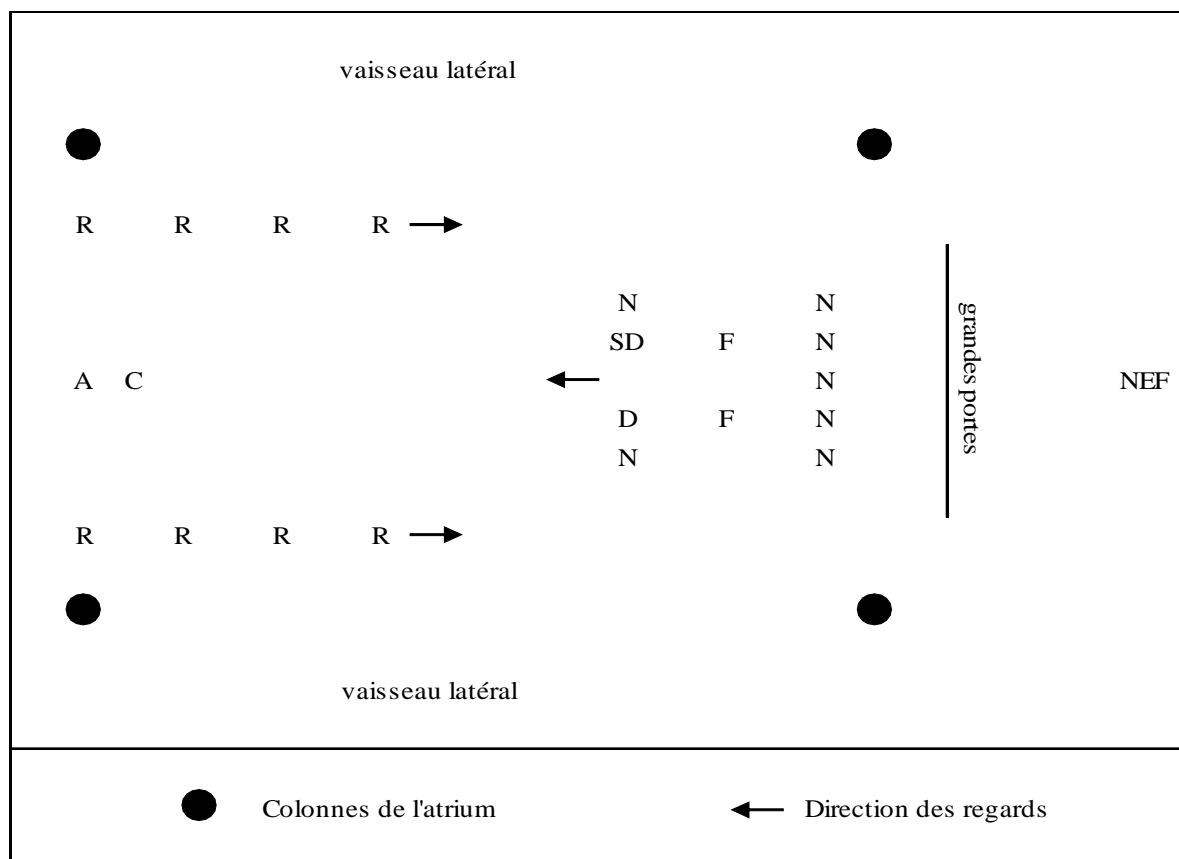 vaisseau latéral
R R R R
N N
SD F N
A C N NEF
D F N
N N
grandes portes
R R R R
vaisseau latéral
Colonnes de l'atrium Direction des regards